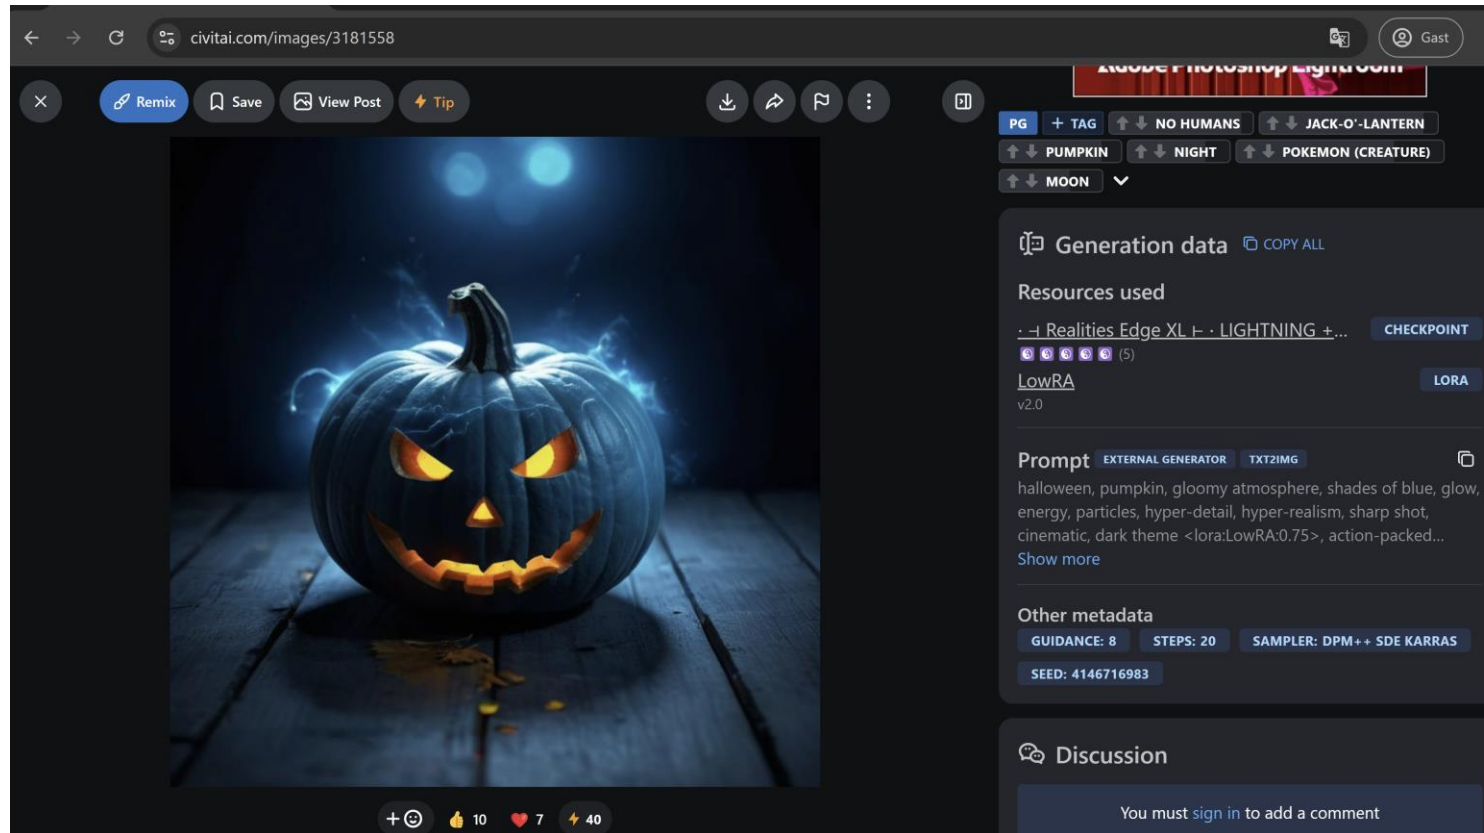 civitai.com/images/3181558
Gast
Remix
Save
View Post
Tip
Adobe Photoshop Lightroom
PG
+ TAG
NO HUMANS
JACK-O'-LANTERN
PUMPKIN
NIGHT
POKEMON (CREATURE)
MOON
Generation data
COPY ALL
Resources used
· ⊣ Realities Edge XL ⊢ · LIGHTNING +...
CHECKPOINT
(5)
LowRA
LORA
v2.0
Prompt
EXTERNAL GENERATOR
TXT2IMG
halloween, pumpkin, gloomy atmosphere, shades of blue, glow,
energy, particles, hyper-detail, hyper-realism, sharp shot,
cinematic, dark theme <lora:LowRA:0.75>, action-packed...
Show more
Other metadata
GUIDANCE: 8
STEPS: 20
SAMPLER: DPM++ SDE KARRAS
SEED: 4146716983
Discussion
You must sign in to add a comment
10
7
40